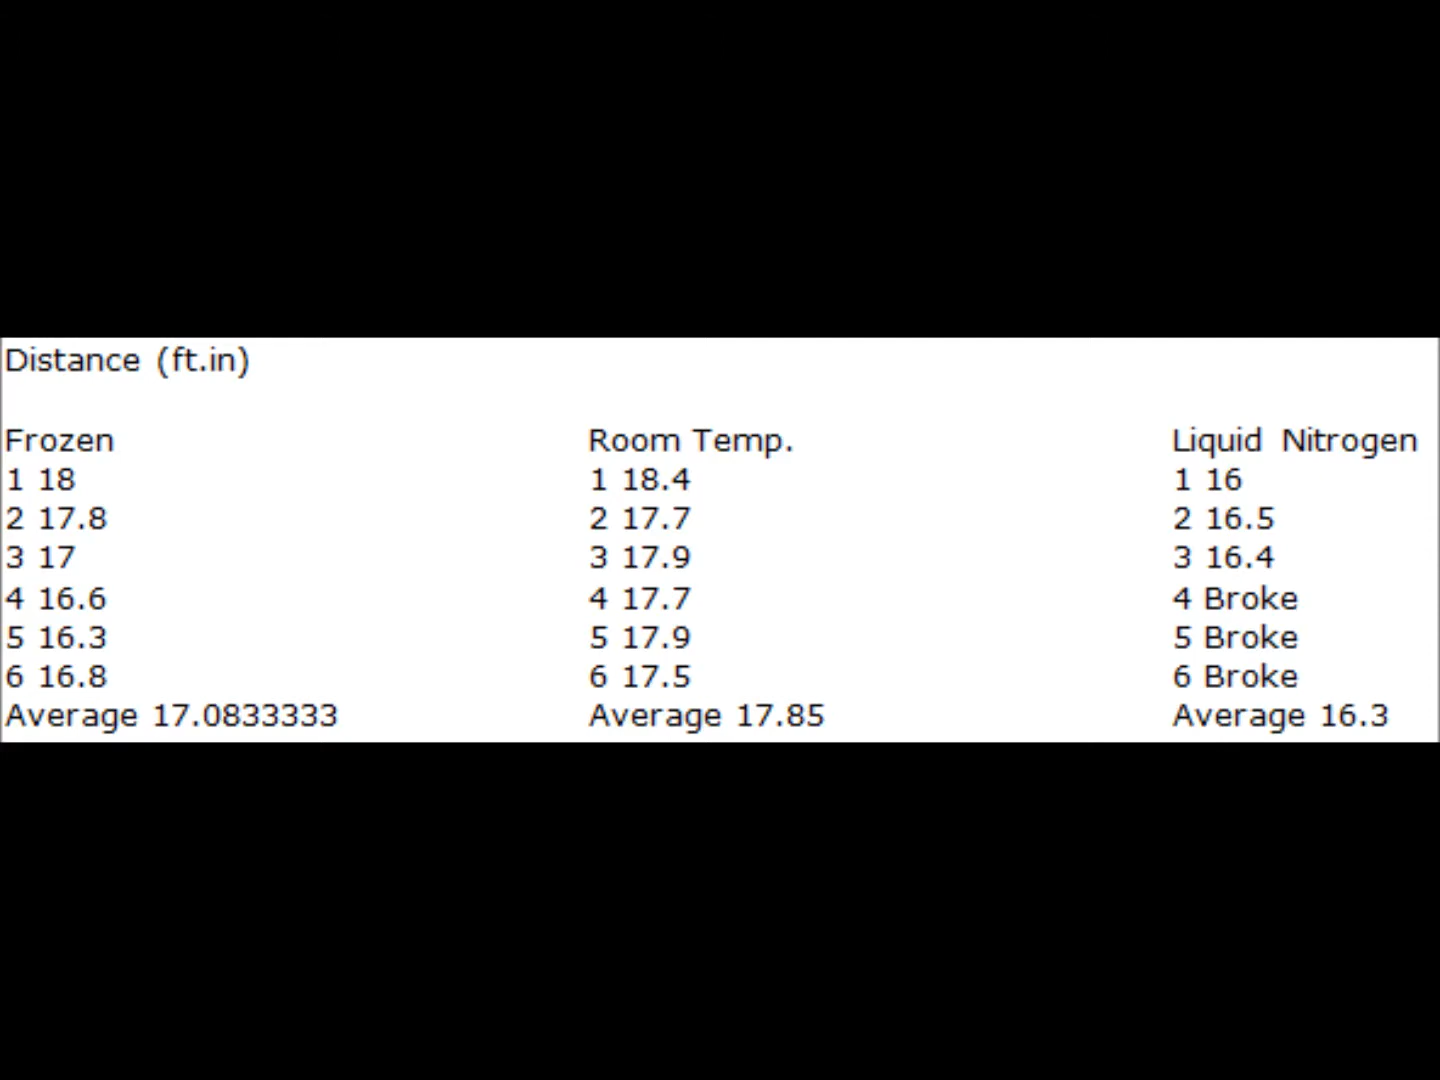 Distance (ft.in)
Frozen Room Temp. Liquid Nitrogen
1 18 1 18.4 1 16
2 17.8 2 17.7 2 16.5
3 17 3 17.9 3 16.4
4 16.6 4 17.7 4 Broke
5 16.3 5 17.9 5 Broke
6 16.8 6 17.5 6 Broke
Average 17.0833333 Average 17.85 Average 16.3